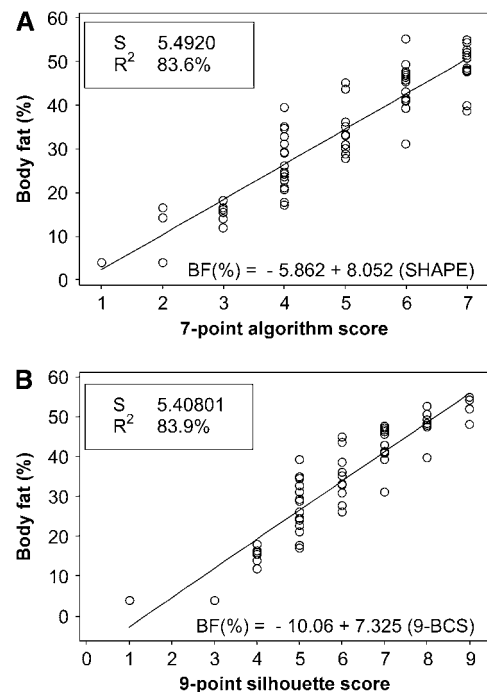 A
60
S 5.4920
R² 83.6%
50
40
30
20
10
0
Body fat (%)
BF(%) = - 5.862 + 8.052 (SHAPE)
1 2 3 4 5 6 7
7-point algorithm score
B
60
S 5.40801
R² 83.9%
50
40
30
20
10
0
Body fat (%)
BF(%) = - 10.06 + 7.325 (9-BCS)
0 1 2 3 4 5 6 7 8 9
9-point silhouette score